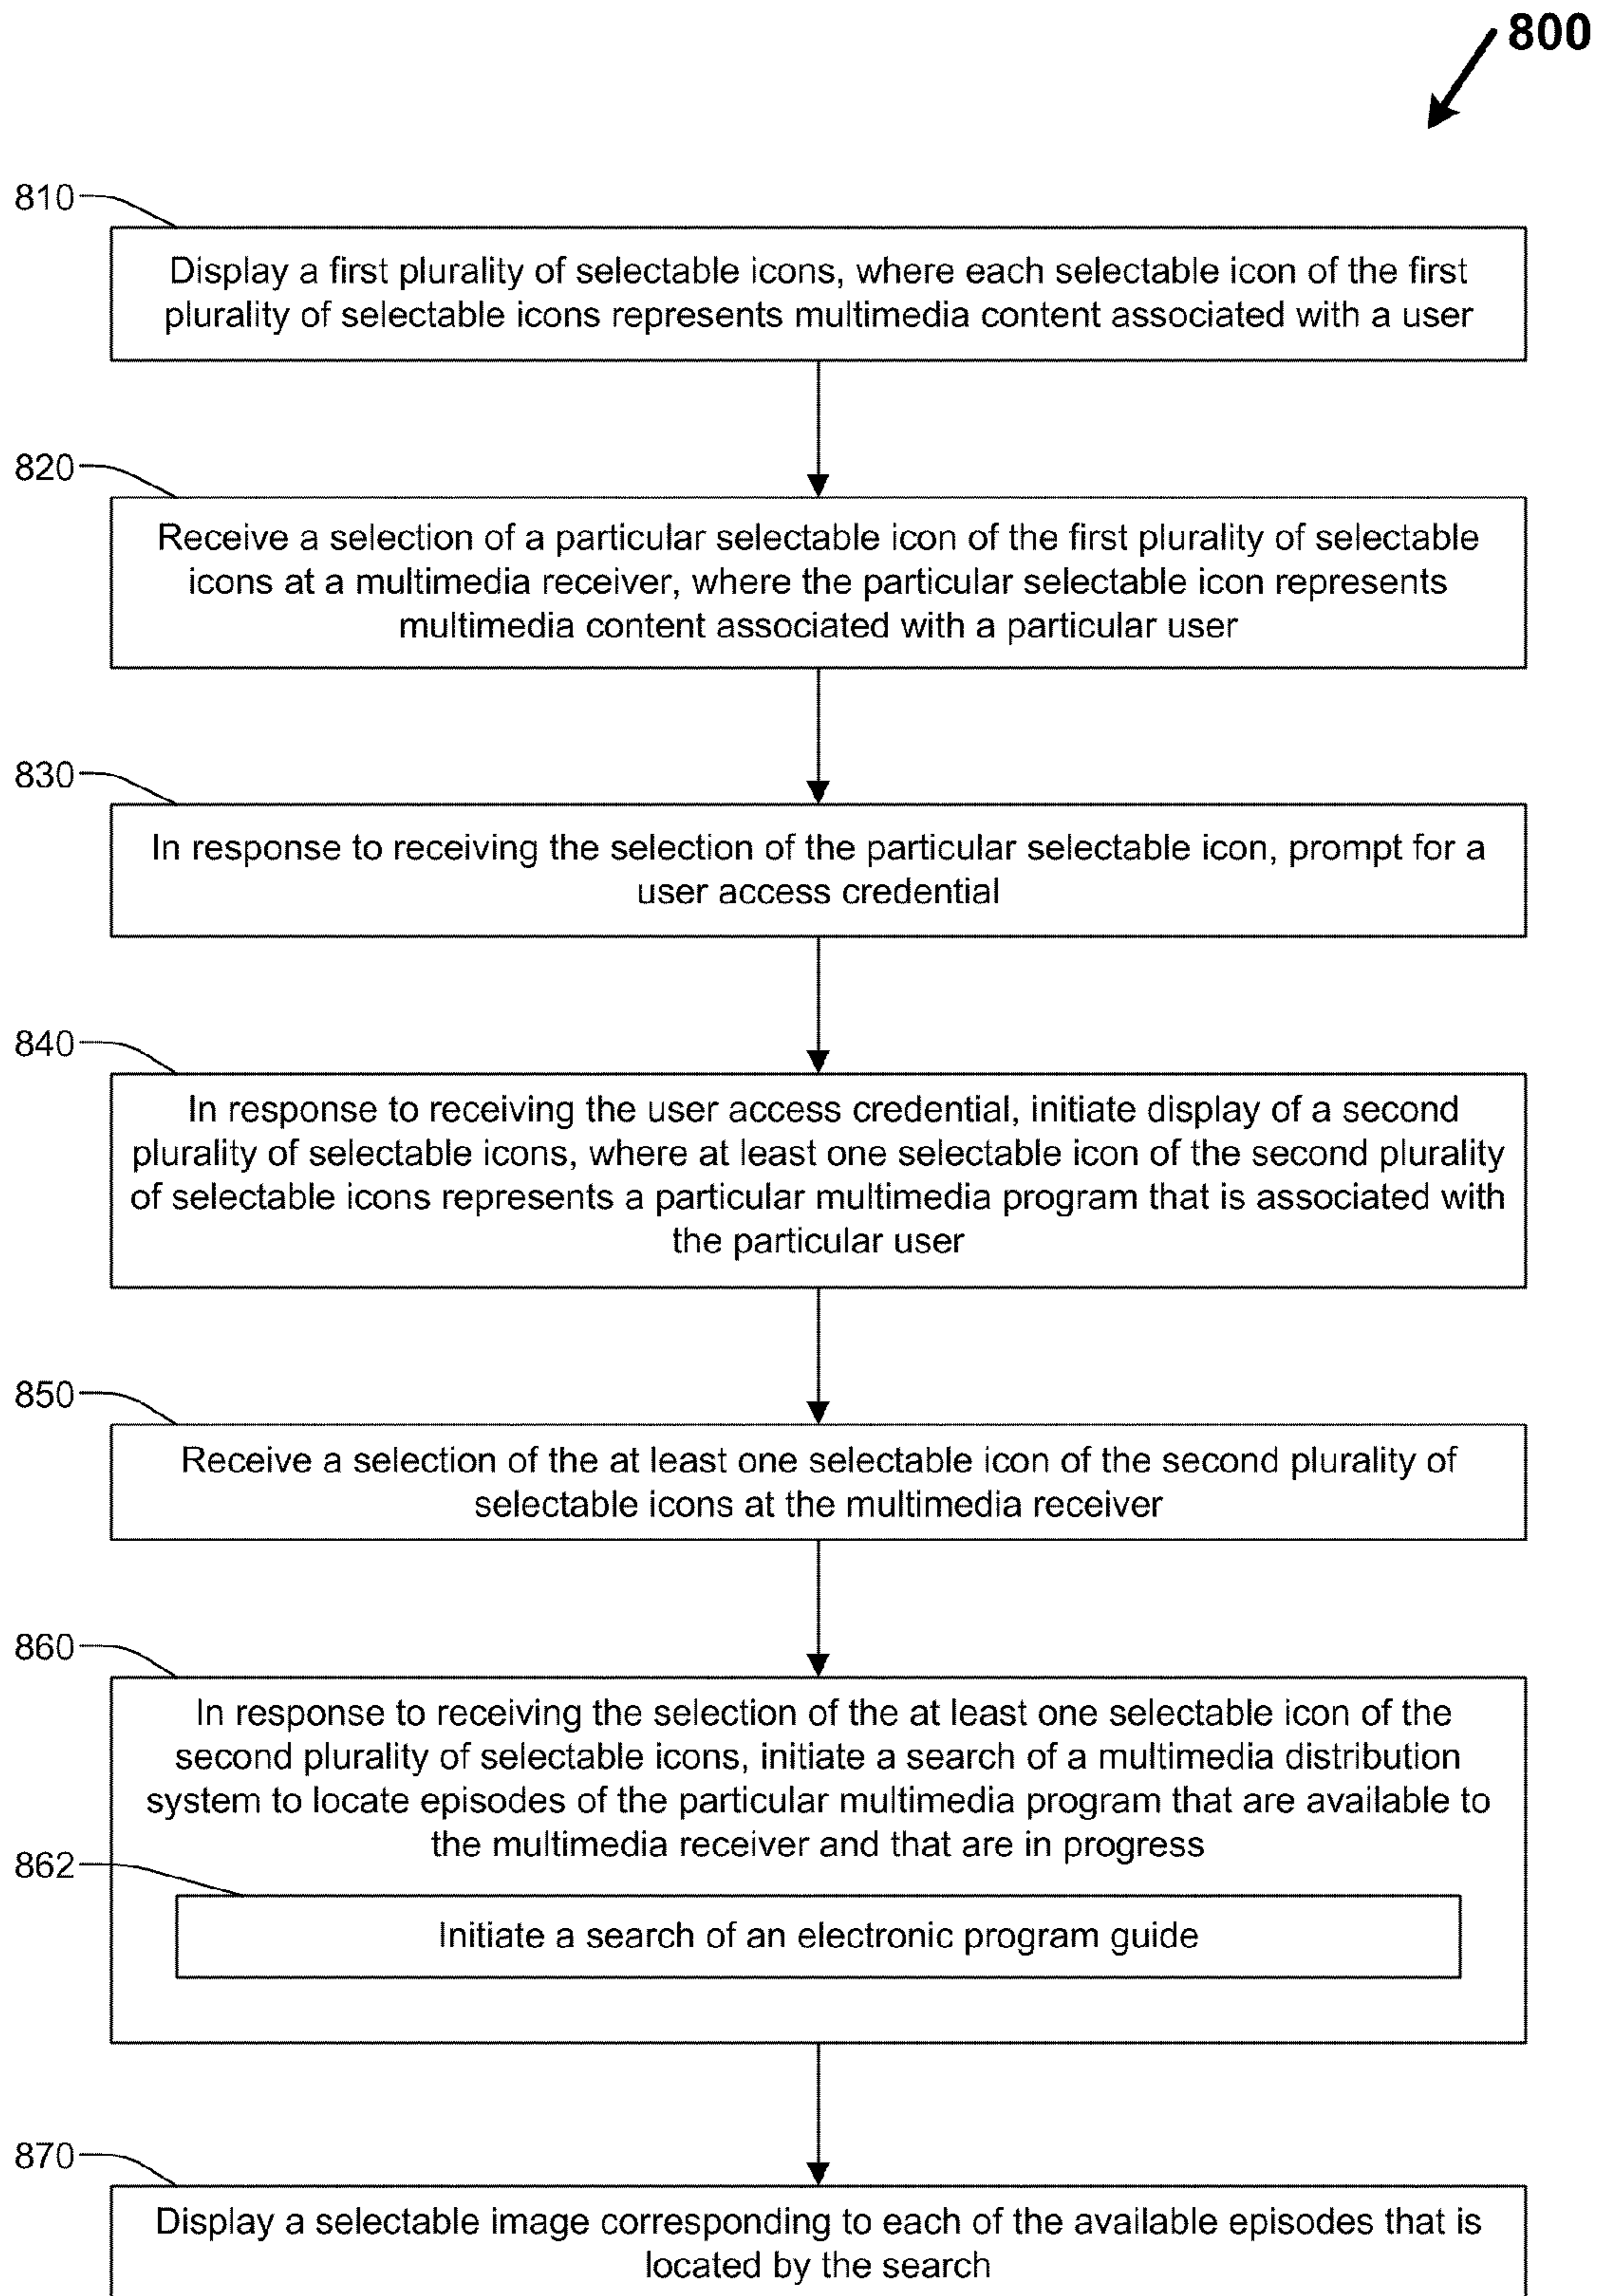 800
810
Display a first plurality of selectable icons, where each selectable icon of the first
plurality of selectable icons represents multimedia content associated with a user
820
Receive a selection of a particular selectable icon of the first plurality of selectable
icons at a multimedia receiver, where the particular selectable icon represents
multimedia content associated with a particular user
830
In response to receiving the selection of the particular selectable icon, prompt for a
user access credential
840
In response to receiving the user access credential, initiate display of a second
plurality of selectable icons, where at least one selectable icon of the second plurality
of selectable icons represents a particular multimedia program that is associated with
the particular user
850
Receive a selection of the at least one selectable icon of the second plurality of
selectable icons at the multimedia receiver
860
In response to receiving the selection of the at least one selectable icon of the
second plurality of selectable icons, initiate a search of a multimedia distribution
system to locate episodes of the particular multimedia program that are available to
the multimedia receiver and that are in progress
862
Initiate a search of an electronic program guide
870
Display a selectable image corresponding to each of the available episodes that is
located by the search